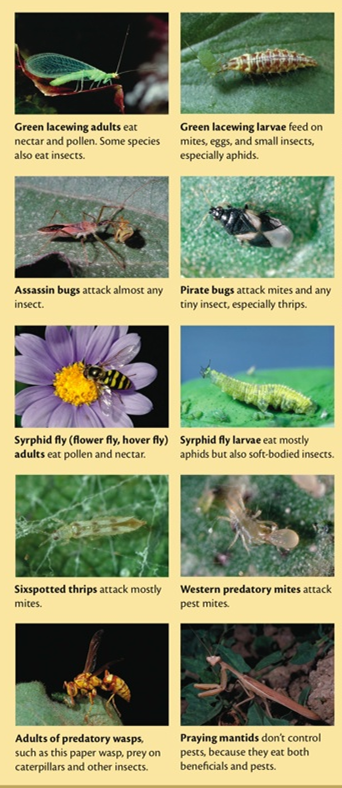 Green lacewing adults eat
nectar and pollen. Some species
also eat insects.
Green lacewing larvae feed on
mites, eggs, and small insects,
especially aphids.
Assassin bugs attack almost any
insect.
Pirate bugs attack mites and any
tiny insect, especially thrips.
Syrphid fly (flower fly, hover fly)
adults eat pollen and nectar.
Syrphid fly larvae eat mostly
aphids but also soft-bodied insects.
Sixspotted thrips attack mostly
mites.
Western predatory mites attack
pest mites.
Adults of predatory wasps,
such as this paper wasp, prey on
caterpillars and other insects.
Praying mantids don't control
pests, because they eat both
beneficials and pests.